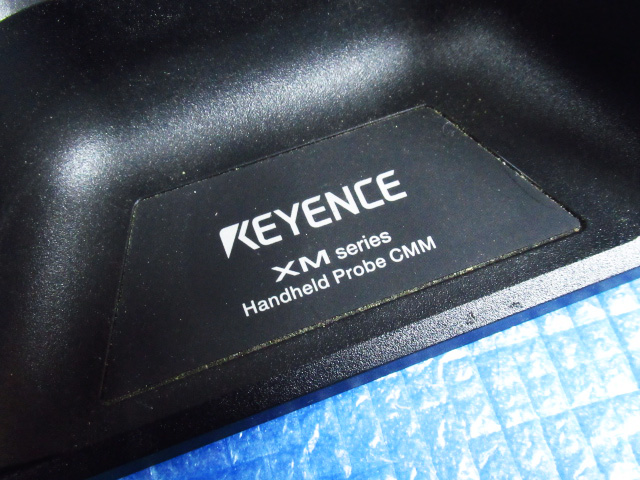 KEYENCE
XM series
Handheld Probe CMM